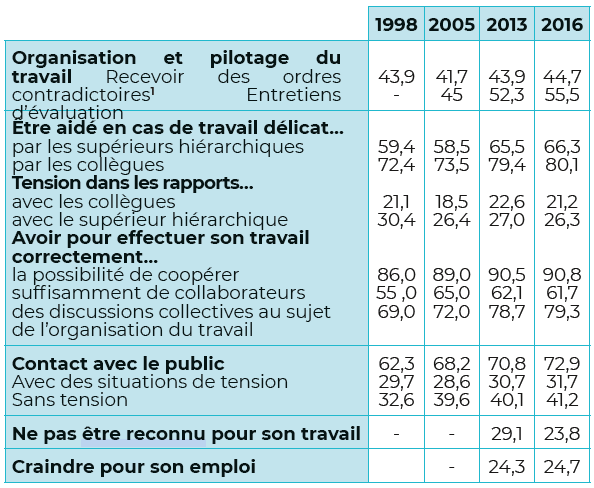 1998 2005 2013 2016
Organisation et pilotage du
travail Recevoir des ordres 43,9 41,7 43,9 44,7
contradictoires¹ Entretiens - 45 52,3 55,5
d'évaluation
Être aidé en cas de travail délicat...
par les supérieurs hiérarchiques 59,4 58,5 65,5 66,3
par les collègues 72,4 73,5 79,4 80,1
Tension dans les rapports...
avec les collègues 21,1 18,5 22,6 21,2
avec le supérieur hiérarchique 30,4 26,4 27,0 26,3
Avoir pour effectuer son travail
correctement...
la possibilité de coopérer 86,0 89,0 90,5 90,8
suffisamment de collaborateurs 55 ,0 65,0 62,1 61,7
des discussions collectives au sujet 69,0 72,0 78,7 79,3
de l'organisation du travail
Contact avec le public 62,3 68,2 70,8 72,9
Avec des situations de tension 29,7 28,6 30,7 31,7
Sans tension 32,6 39,6 40,1 41,2
Ne pas être reconnu pour son travail - - 29,1 23,8
Craindre pour son emploi - 24,3 24,7